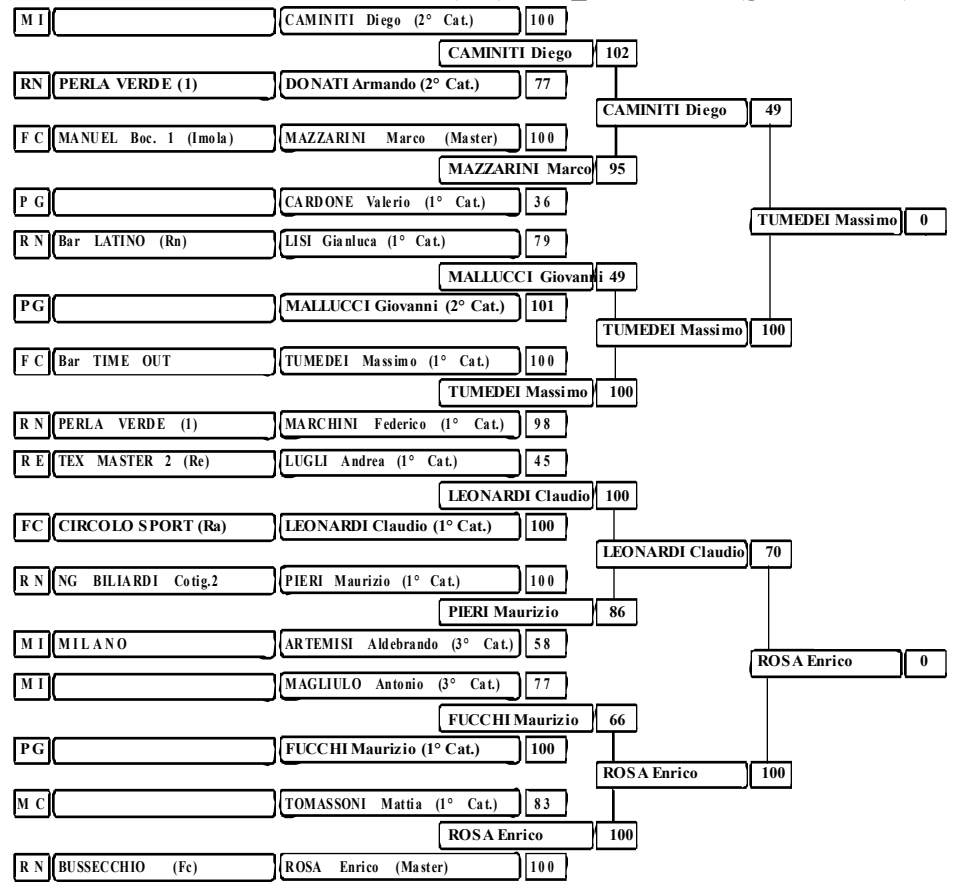 M I CAMINITI Diego (2° Cat.) 100
CAMINITI Diego 102
RN PERLA VERDE (1) DONATI Armando (2° Cat.) 77
CAMINITI Diego 49
F C MANUEL Boc. 1 (Imola) MAZZARINI Marco (Master) 100
MAZZARINI Marco 95
P G CARDONE Valerio (1° Cat.) 36
TUMEDEI Massimo 0
R N Bar LATINO (Rn) LISI Gianluca (1° Cat.) 79
MALLUCCI Giovanni 49
PG MALLUCCI Giovanni (2° Cat.) 101
TUMEDEI Massimo 100
F C Bar TIME OUT TUMEDEI Massimo (1° Cat.) 100
TUMEDEI Massimo 100
R N PERLA VERDE (1) MARCHINI Federico (1° Cat.) 98
R E TEX MASTER 2 (Re) LUGLI Andrea (1° Cat.) 45
LEONARDI Claudio 100
FC CIRCOLO SPORT (Ra) LEONARDI Claudio (1° Cat.) 100
LEONARDI Claudio 70
R N NG BILIARDI Cotig.2 PIERI Maurizio (1° Cat.) 100
PIERI Maurizio 86
M I MILANO ARTEMISI Aldebrando (3° Cat.) 58
ROSA Enrico 0
M I MAGLIULO Antonio (3° Cat.) 77
FUCCHI Maurizio 66
PG FUCCHI Maurizio (1° Cat.) 100
ROSA Enrico 100
M C TOMASSONI Mattia (1° Cat.) 83
ROSA Enrico 100
R N BUSSECCHIO (Fc) ROSA Enrico (Master) 100